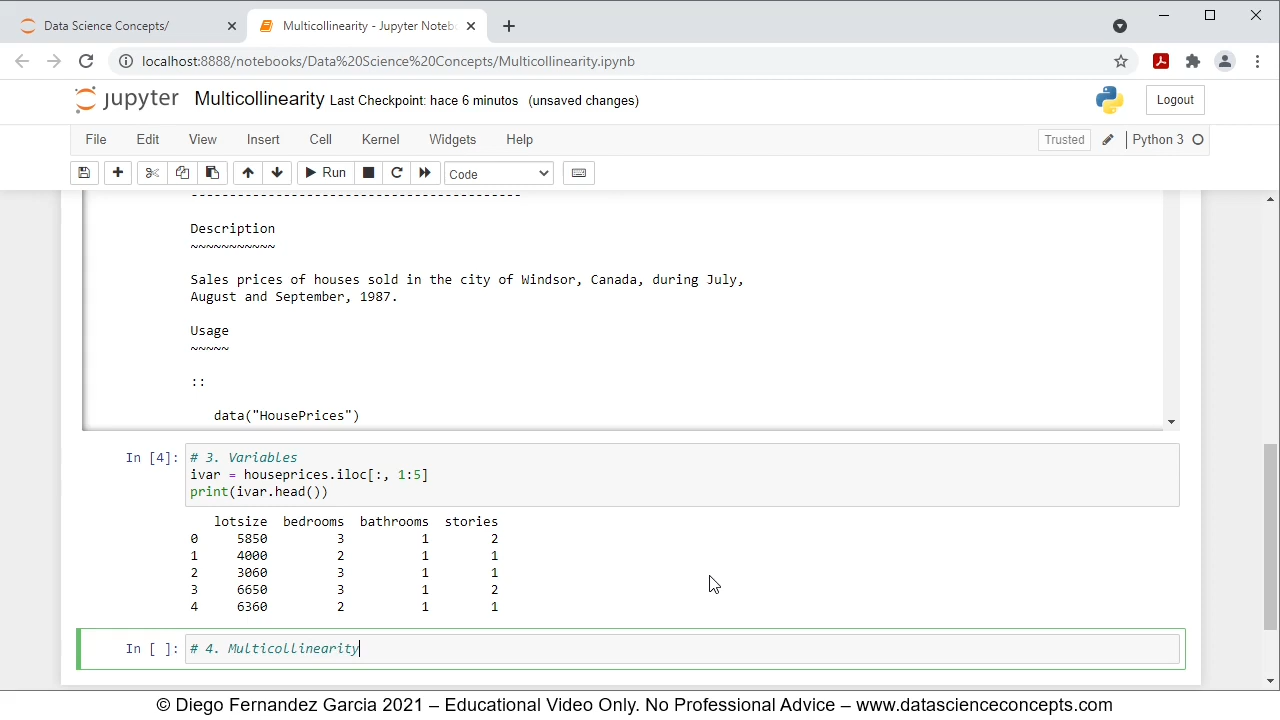 Data Science Concepts/
Multicollinearity - Jupyter Noteb
localhost:8888/notebooks/Data%20Science%20Concepts/Multicollinearity.ipynb
jupyter Multicollinearity Last Checkpoint: hace 6 minutos (unsaved changes)
Logout
File Edit View Insert Cell Kernel Widgets Help
Trusted Python 3
Run Code
--------------------------------------------
Description
~~~~~~~~~~~
Sales prices of houses sold in the city of Windsor, Canada, during July,
August and September, 1987.
Usage
~~~~~
::
data("HousePrices")
In [4]: # 3. Variables
ivar = houseprices.iloc[:, 1:5]
print(ivar.head())
lotsize bedrooms bathrooms stories
0 5850 3 1 2
1 4000 2 1 1
2 3060 3 1 1
3 6650 3 1 2
4 6360 2 1 1
In [ ]: # 4. Multicollinearity
© Diego Fernandez Garcia 2021 – Educational Video Only. No Professional Advice – www.datascienceconcepts.com